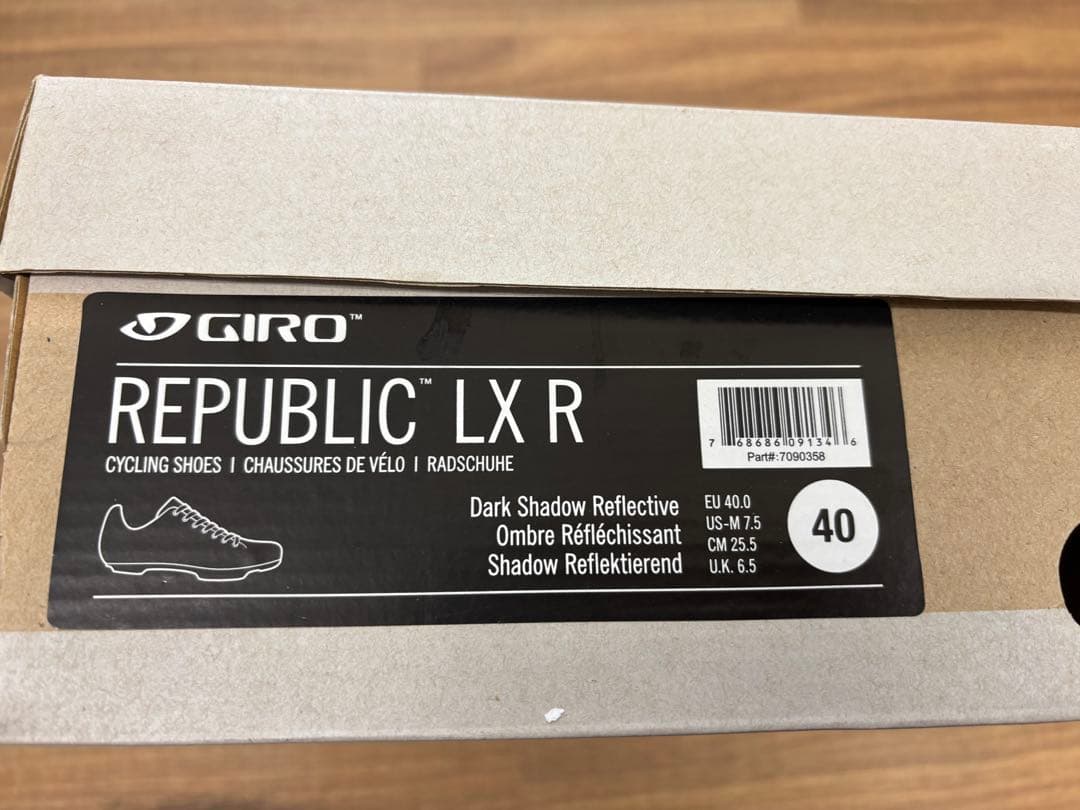 GIRO™
REPUBLIC™ LX R
CYCLING SHOES | CHAUSSURES DE VÉLO | RADSCHUHE
7 68686 09134 6
Part#:7090358
Dark Shadow Reflective
Ombre Réfléchissant
Shadow Reflektierend
EU 40.0
US-M 7.5
CM 25.5
U.K. 6.5
40